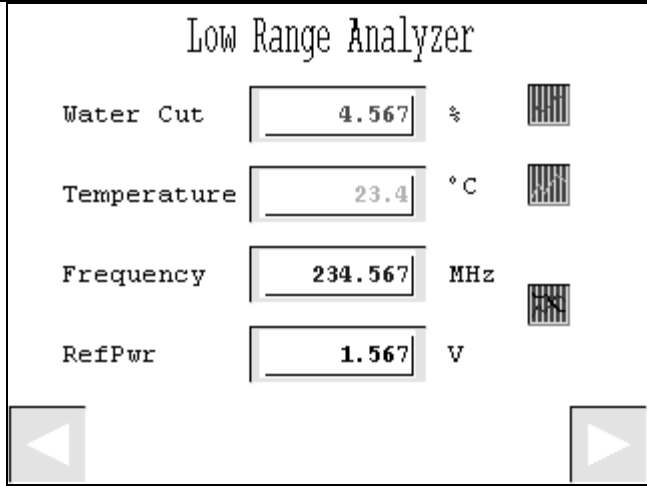 Low Range Analyzer
Water Cut 4.567 %
Temperature 23.4 °C
Frequency 234.567 MHz
RefPwr 1.567 V